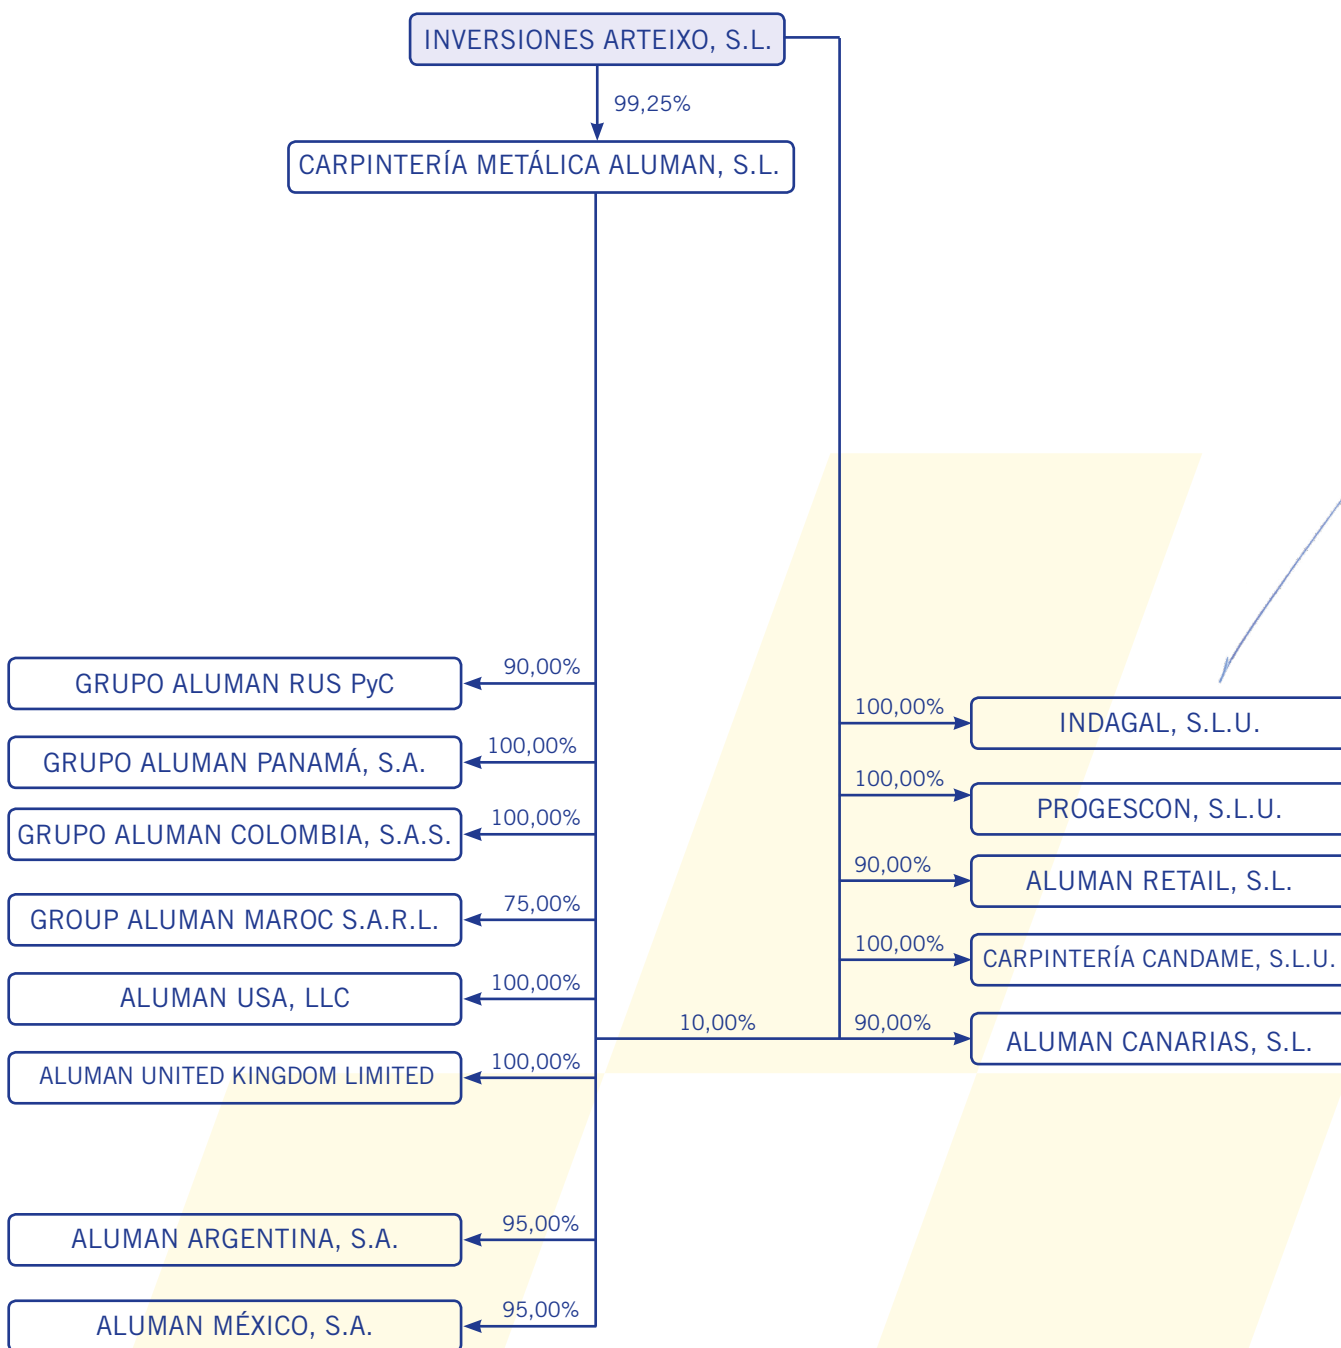 INVERSIONES ARTEIXO, S.L.
99,25%
CARPINTERÍA METÁLICA ALUMAN, S.L.
90,00%
GRUPO ALUMAN RUS PyC
100,00%
GRUPO ALUMAN PANAMÁ, S.A.
100,00%
GRUPO ALUMAN COLOMBIA, S.A.S.
75,00%
GROUP ALUMAN MAROC S.A.R.L.
100,00%
ALUMAN USA, LLC
100,00%
ALUMAN UNITED KINGDOM LIMITED
95,00%
ALUMAN ARGENTINA, S.A.
95,00%
ALUMAN MÉXICO, S.A.
100,00%
INDAGAL, S.L.U.
100,00%
PROGESCON, S.L.U.
90,00%
ALUMAN RETAIL, S.L.
100,00%
CARPINTERÍA CANDAME, S.L.U.
10,00%
90,00%
ALUMAN CANARIAS, S.L.